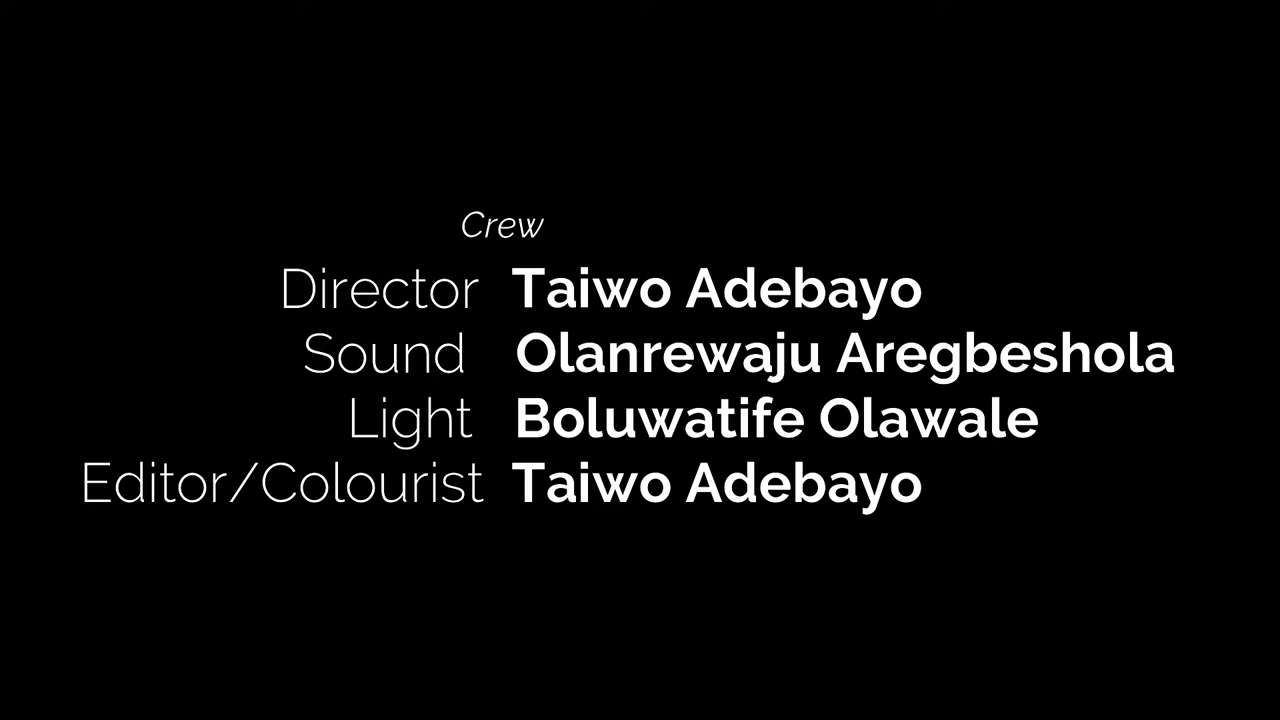 Crew
Director Taiwo Adebayo
Sound Olanrewaju Aregbeshola
Light Boluwatife Olawale
Editor/Colourist Taiwo Adebayo